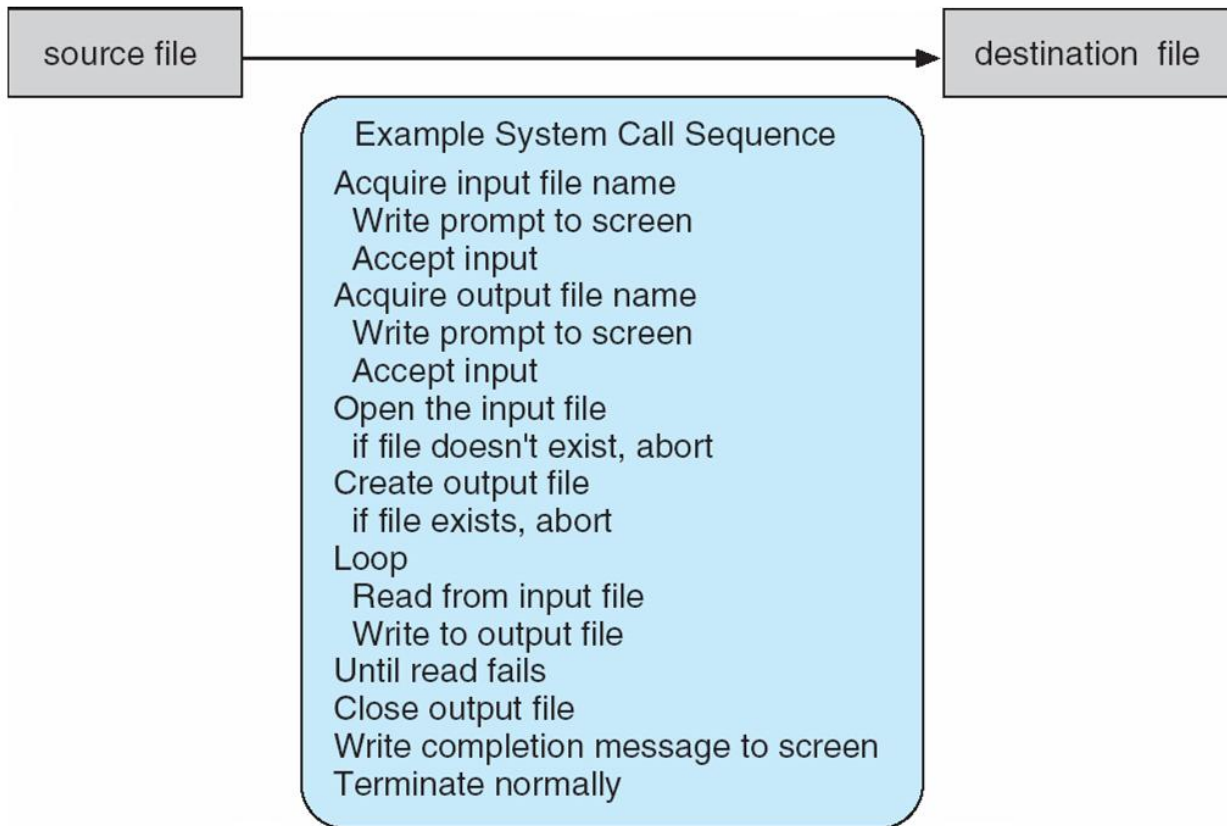 source file
destination file
Example System Call Sequence
Acquire input file name
Write prompt to screen
Accept input
Acquire output file name
Write prompt to screen
Accept input
Open the input file
if file doesn't exist, abort
Create output file
if file exists, abort
Loop
Read from input file
Write to output file
Until read fails
Close output file
Write completion message to screen
Terminate normally